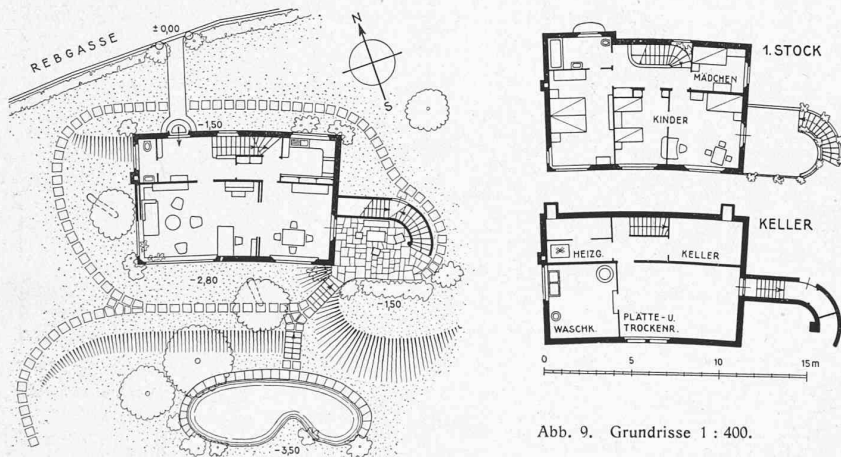 REBGASSE
± 0,00
N
S
-1,50
-2,80
-1,50
-3,50
1. STOCK
MÄDCHEN
KINDER
KELLER
HEIZG.
KELLER
WASCHK.
PLÄTTE- U.
TROCKENR.
0 5 10 15 m
Abb. 9. Grundrisse 1 : 400.